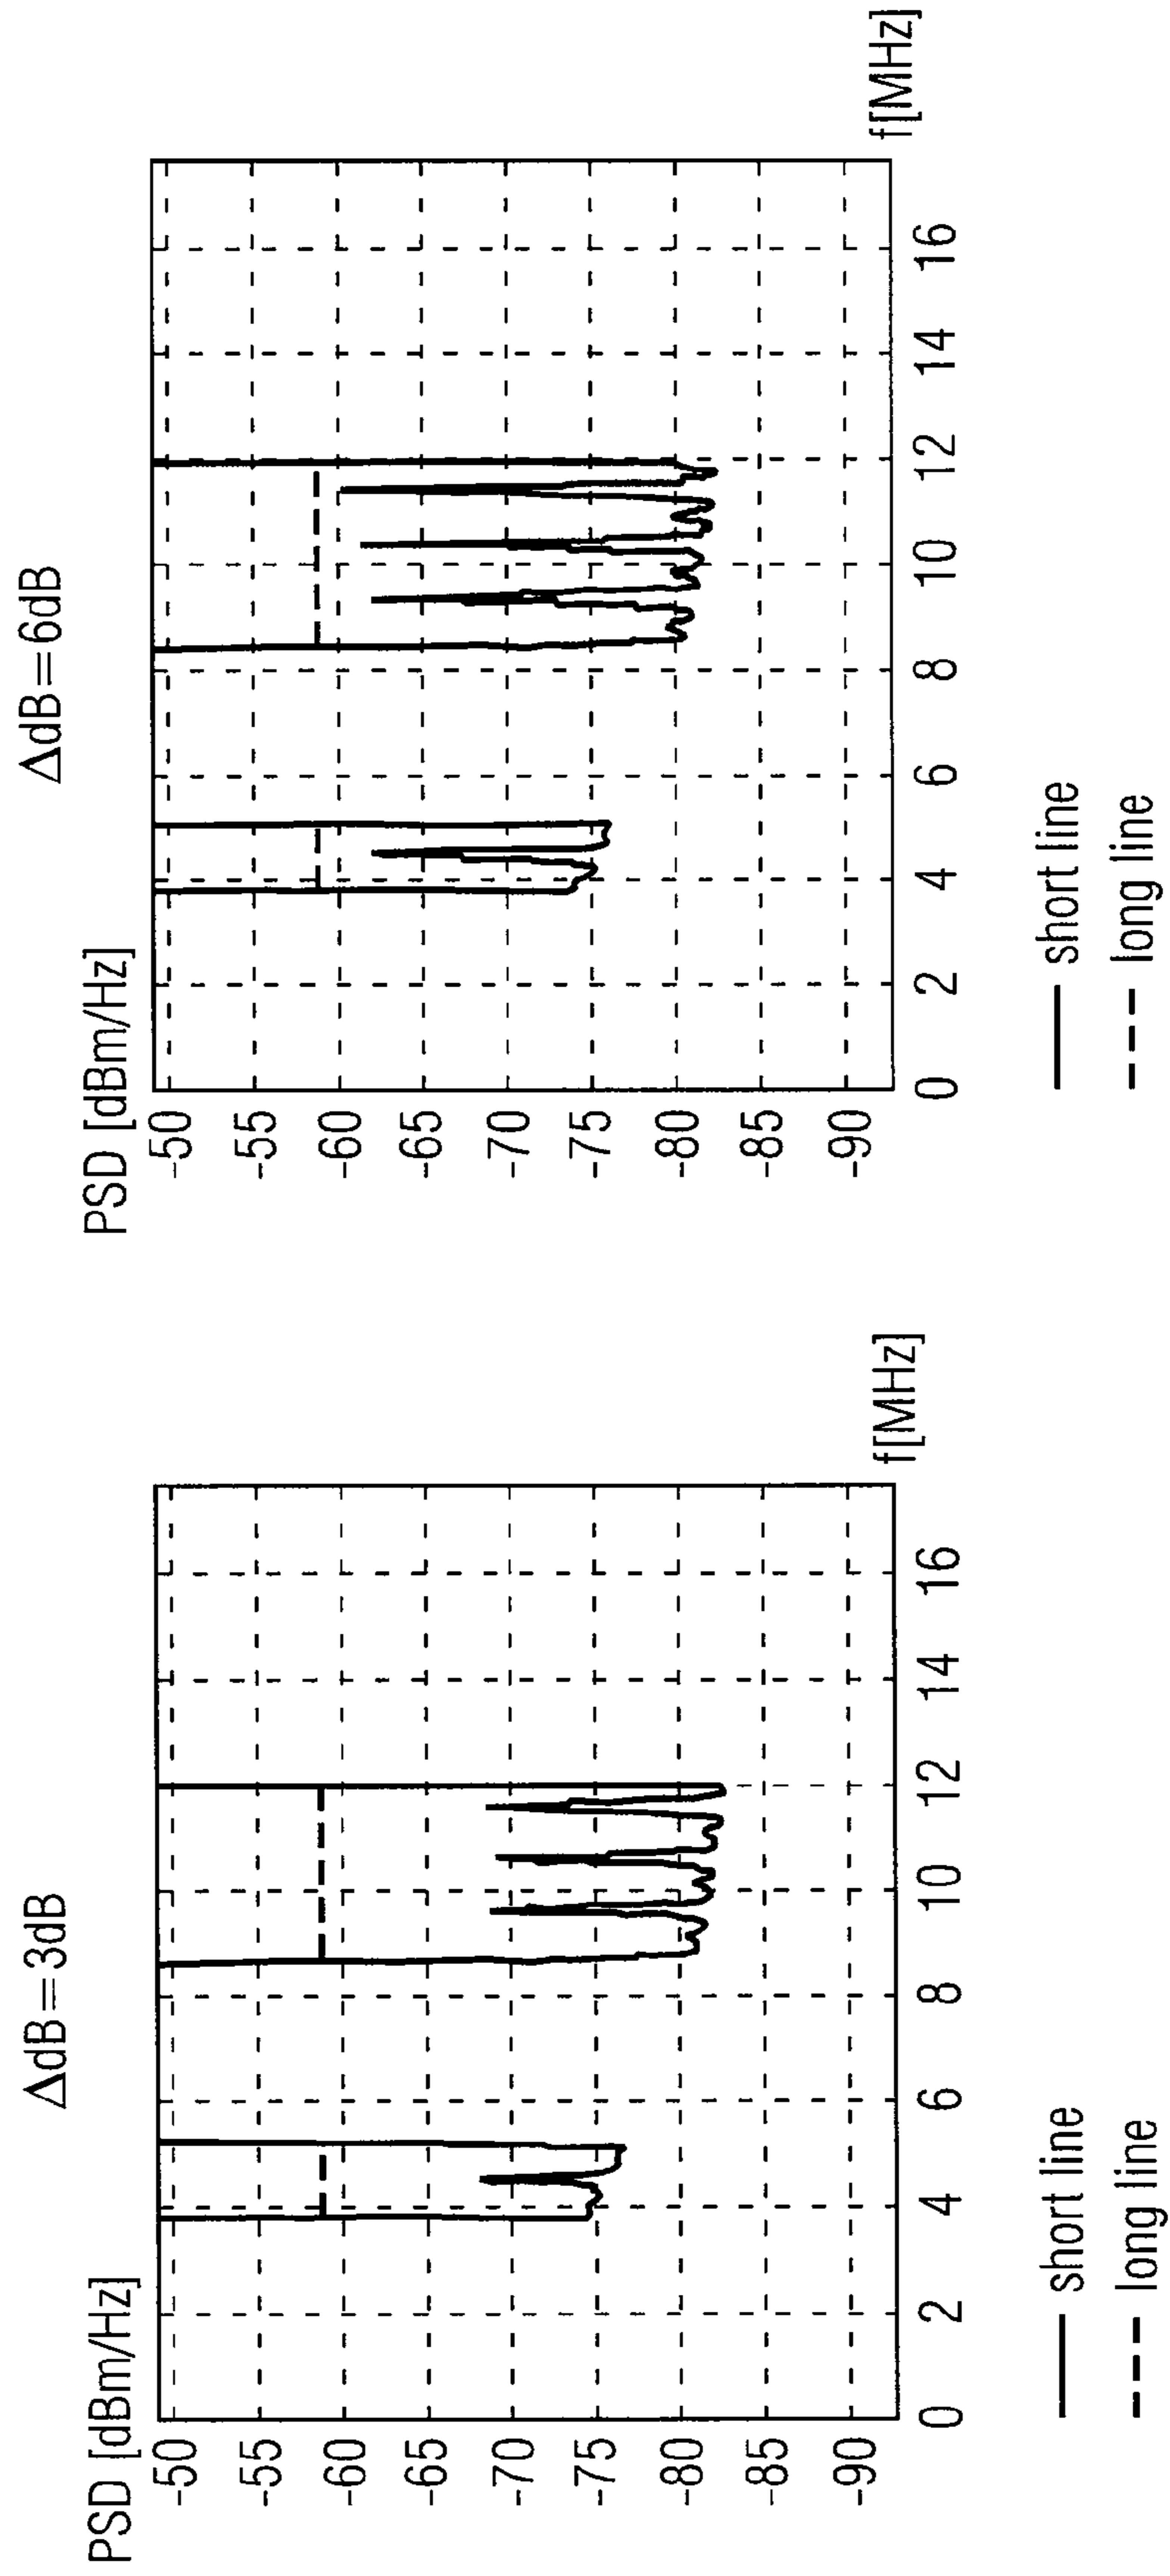 ΔdB=3dB
PSD [dBm/Hz]
-50
-55
-60
-65
-70
-75
-80
-85
-90
0 2 4 6 8 10 12 14 16
f[MHz]
short line
long line
ΔdB=6dB
PSD [dBm/Hz]
-50
-55
-60
-65
-70
-75
-80
-85
-90
0 2 4 6 8 10 12 14 16
f[MHz]
short line
long line